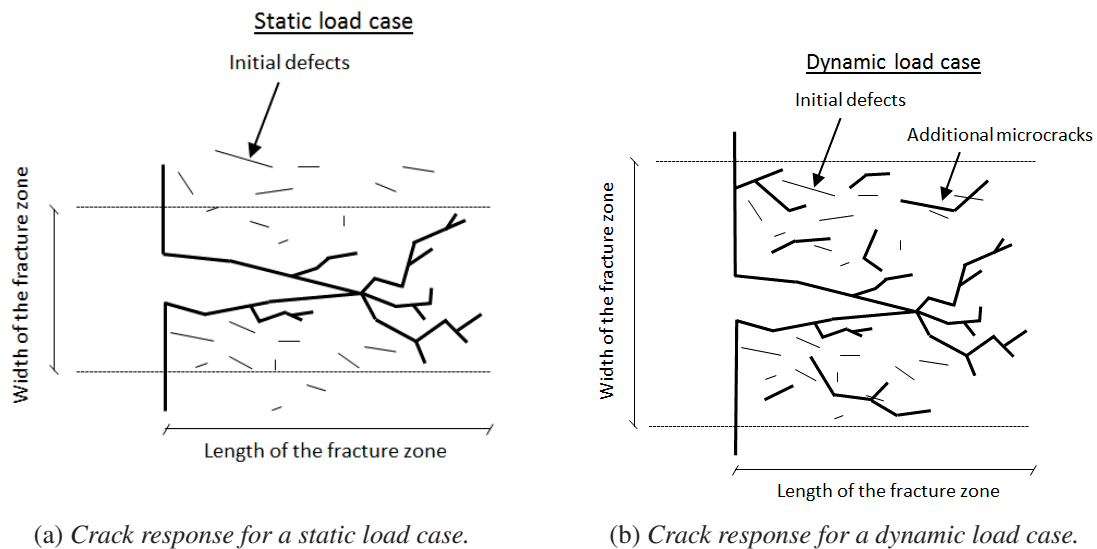 Static load case
Initial defects
Width of the fracture zone
Length of the fracture zone
(a) Crack response for a static load case.
Dynamic load case
Initial defects
Additional microcracks
Width of the fracture zone
Length of the fracture zone
(b) Crack response for a dynamic load case.